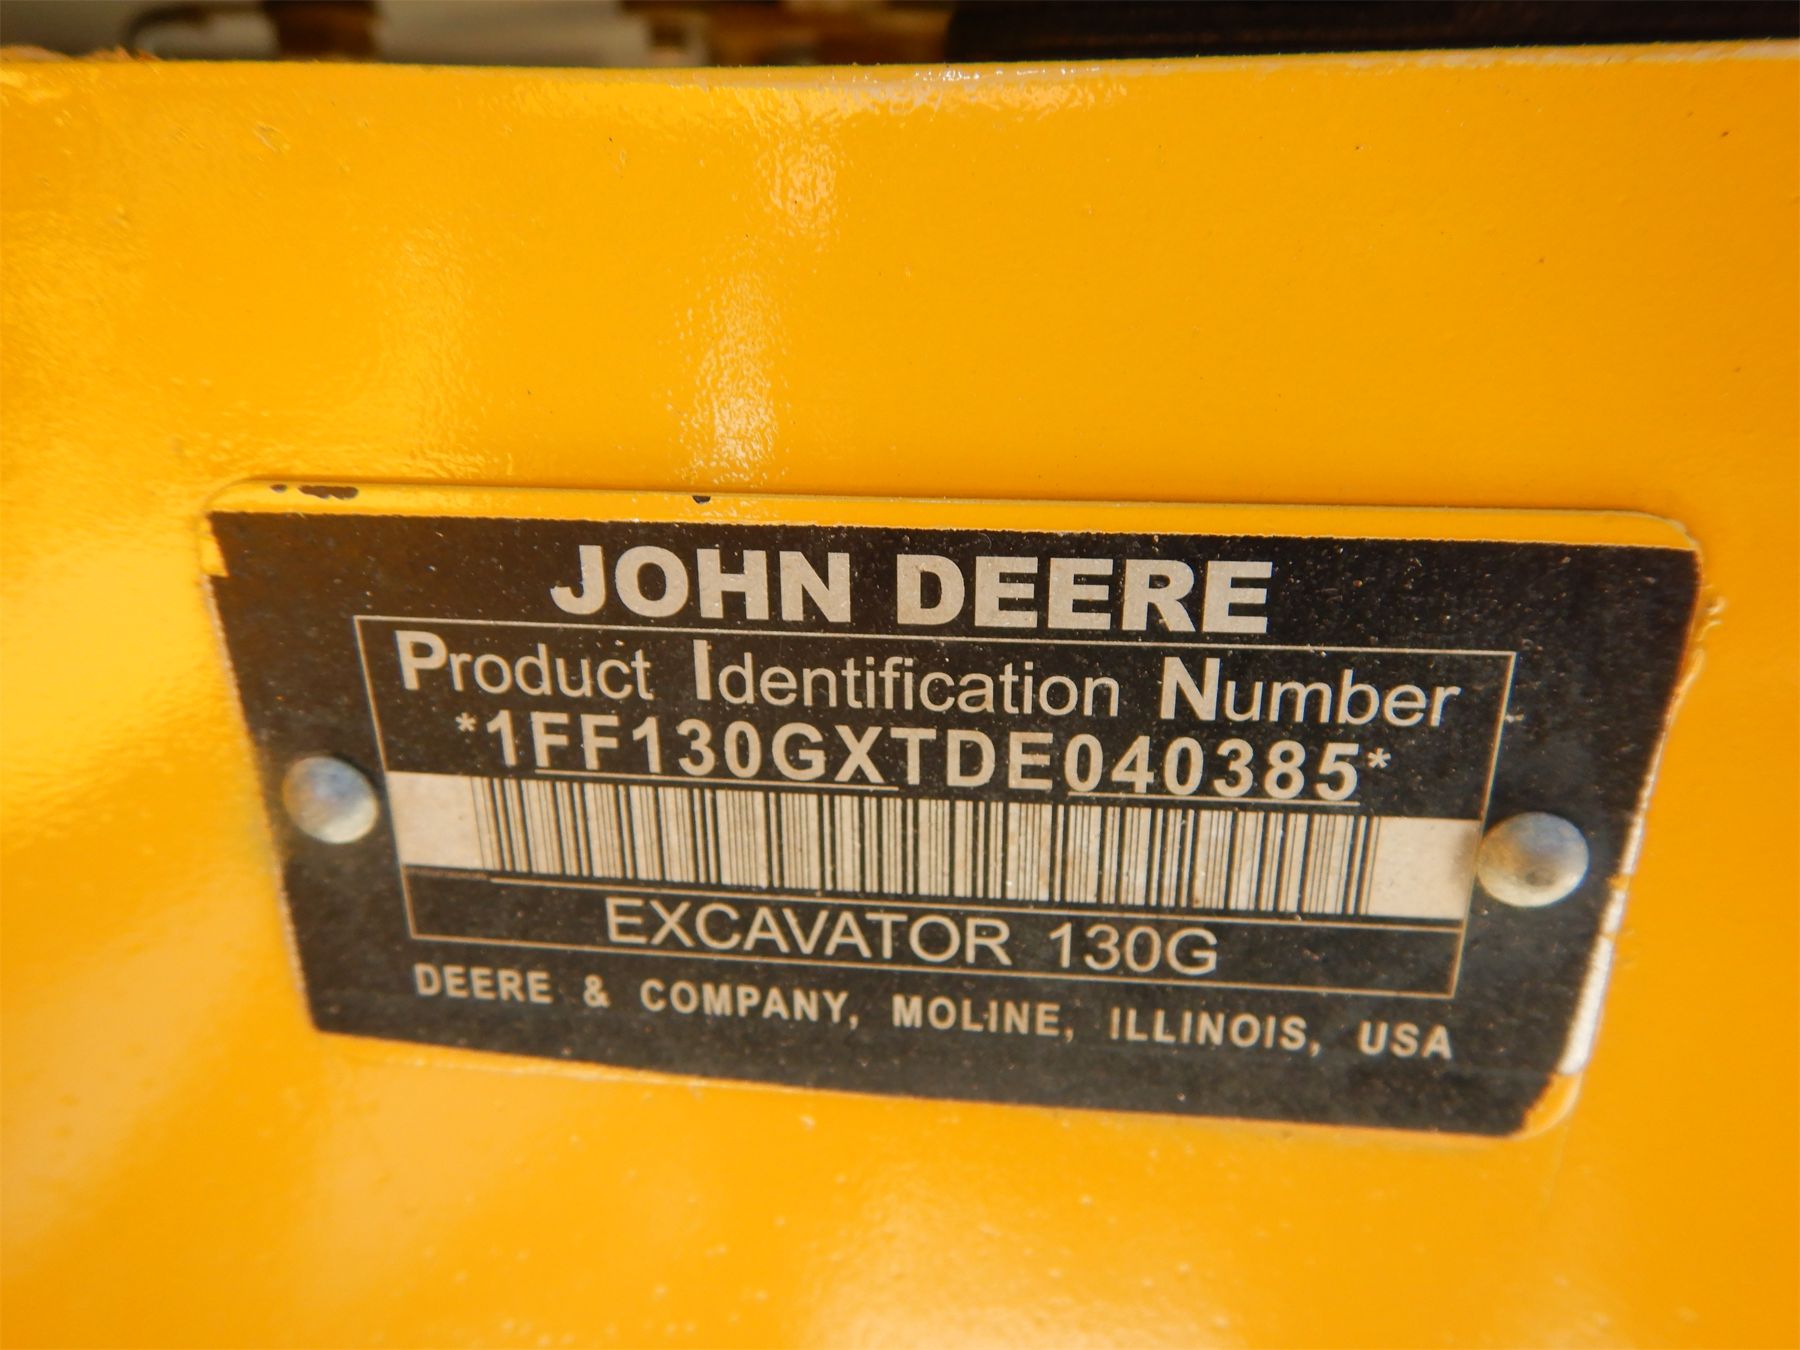 JOHN DEERE
Product Identification Number
*1FF130GXTDE040385*
EXCAVATOR 130G
DEERE & COMPANY, MOLINE, ILLINOIS, USA